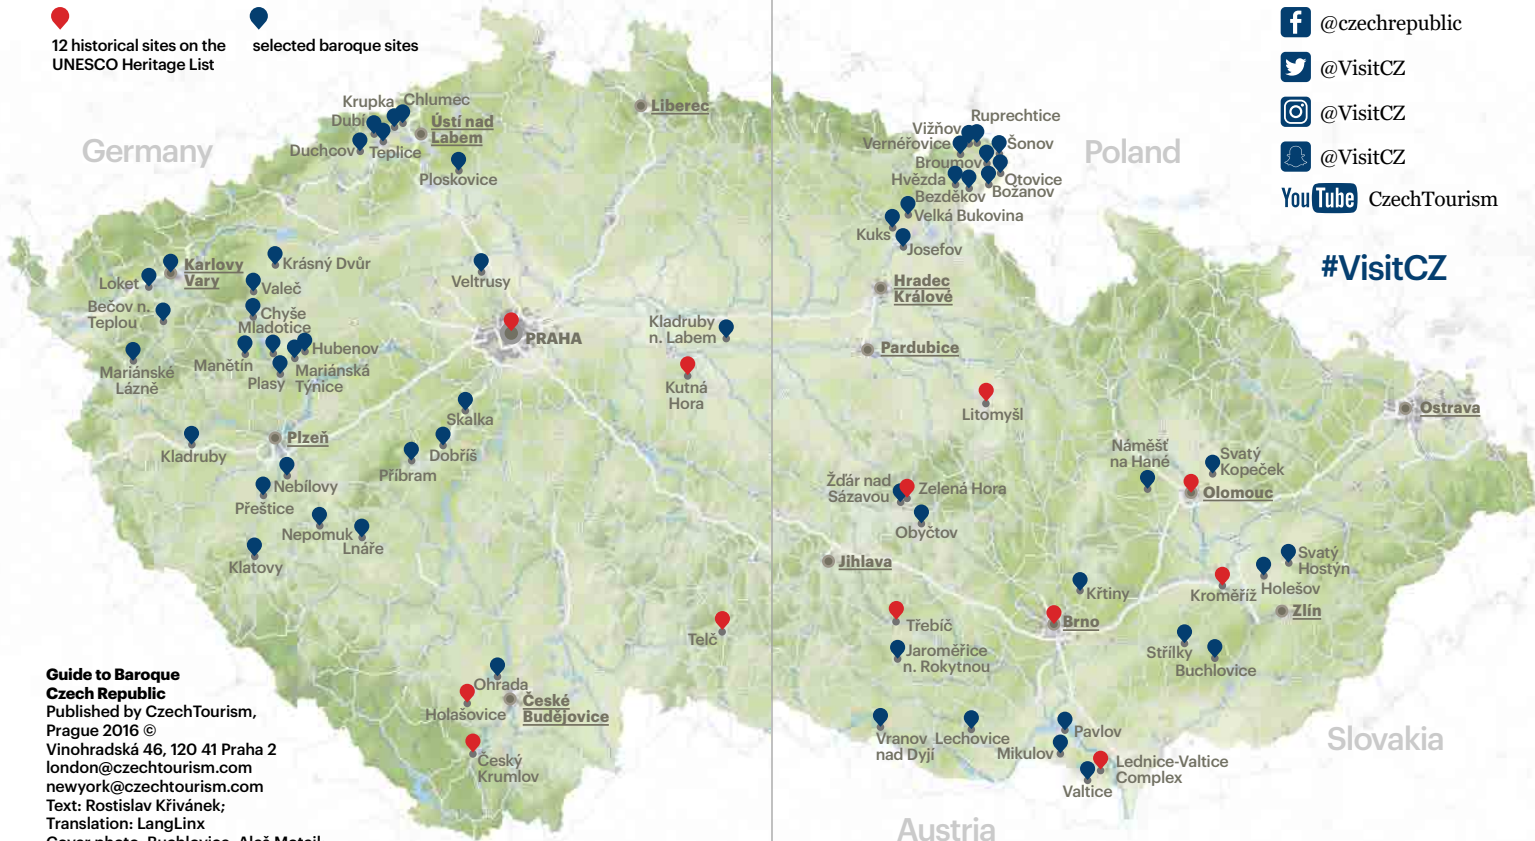 12 historical sites on the
UNESCO Heritage List
selected baroque sites
@czechrepublic
@VisitCZ
@VisitCZ
@VisitCZ
YouTube CzechTourism
#VisitCZ
Germany
Poland
Slovakia
Austria
Krupka
Chlumec
Dubí
Ústí nad
Labem
Duchcov
Teplice
Ploskovice
Liberec
Ruprechtice
Vižňov
Vernéřovice
Šonov
Broumov
Hvězda
Otovice
Božanov
Bezděkov
Velká Bukovina
Kuks
Josefov
Karlovy
Vary
Loket
Krásný Dvůr
Valeč
Bečov n.
Teplou
Chyše
Mladotice
Hubenov
Manětín
Mariánské
Lázně
Plasy
Mariánská
Týnice
Veltrusy
PRAHA
Kladruby
n. Labem
Kutná
Hora
Hradec
Králové
Pardubice
Litomyšl
Ostrava
Skalka
Dobříš
Příbram
Kladruby
Plzeň
Nebílovy
Přeštice
Nepomuk
Lnáře
Klatovy
Náměšť
na Hané
Svatý
Kopeček
Olomouc
Žďár nad
Sázavou
Zelená Hora
Obyčtov
Jihlava
Křtiny
Svatý
Hostýn
Holešov
Kroměříž
Zlín
Telč
Třebíč
Brno
Jaroměřice
n. Rokytnou
Střílky
Buchlovice
Ohrada
České
Budějovice
Holašovice
Český
Krumlov
Vranov
nad Dyjí
Lechovice
Pavlov
Mikulov
Lednice-Valtice
Complex
Valtice
Guide to Baroque
Czech Republic
Published by CzechTourism,
Prague 2016 ©
Vinohradská 46, 120 41 Praha 2
london@czechtourism.com
newyork@czechtourism.com
Text: Rostislav Křivánek;
Translation: LangLinx
Cover photo: Buchlovice, Aleš Motejl